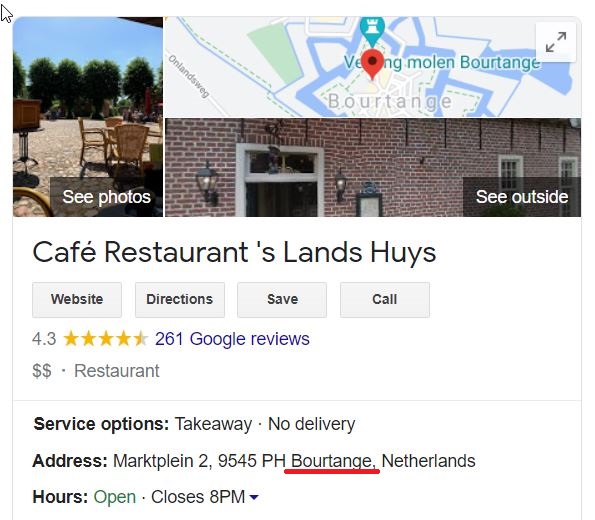 Onlandsweg
Vesting molen Bourtange
Bourtange
See photos
See outside
Café Restaurant 's Lands Huys
Website
Directions
Save
Call
4.3 261 Google reviews
$$ · Restaurant
Service options: Takeaway · No delivery
Address: Marktplein 2, 9545 PH Bourtange, Netherlands
Hours: Open · Closes 8PM